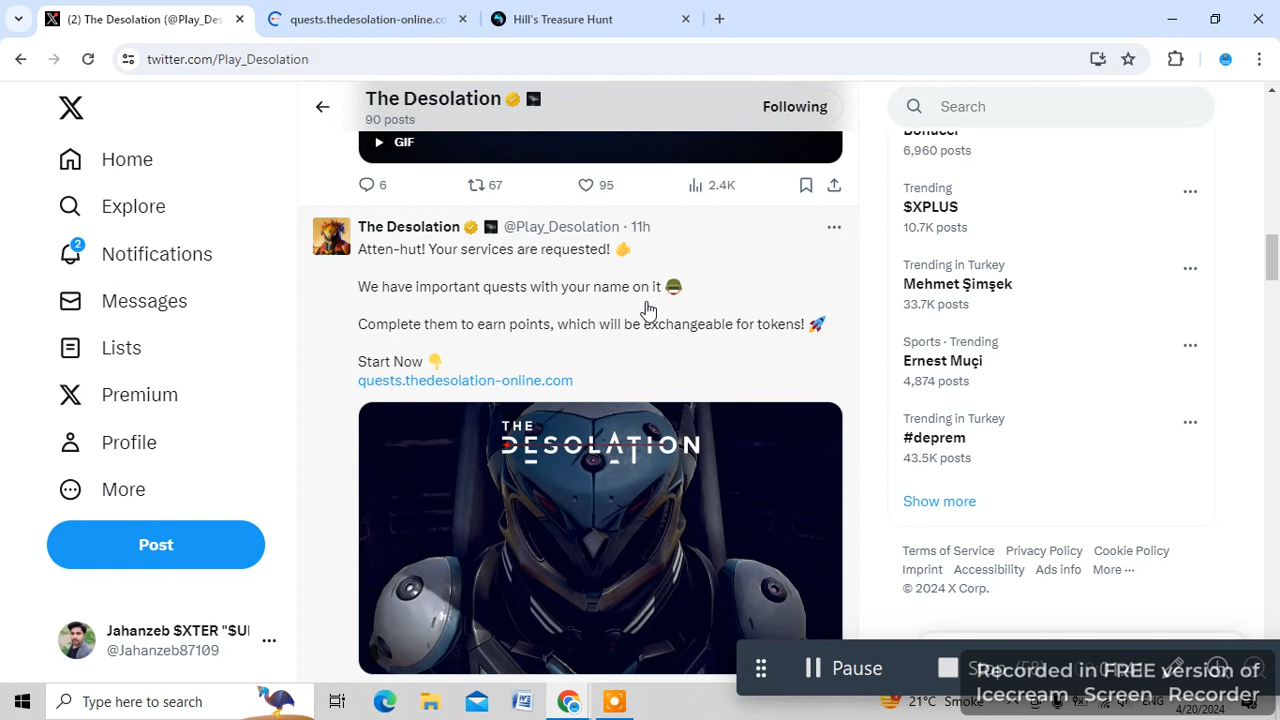 (2) The Desolation (@Play_Des
quests.thedesolation-online.co
Hill's Treasure Hunt
twitter.com/Play_Desolation
The Desolation
90 posts
Following
Search
GIF
6
67
95
2.4K
The Desolation @Play_Desolation · 11h
Atten-hut! Your services are requested!
We have important quests with your name on it
Complete them to earn points, which will be exchangeable for tokens!
Start Now
quests.thedesolation-online.com
THE
DESOLATION
X
Home
Explore
2
Notifications
Messages
Lists
Premium
Profile
More
Post
Jahanzeb $XTER "$U
@Jahanzeb87109
6,960 posts
Trending
$XPLUS
10.7K posts
Trending in Turkey
Mehmet Şimşek
33.7K posts
Sports · Trending
Ernest Muçi
4,874 posts
Trending in Turkey
#deprem
43.5K posts
Show more
Terms of Service Privacy Policy Cookie Policy
Imprint Accessibility Ads info More ···
© 2024 X Corp.
Pause
Recorded in FREE version of
Icecream Screen Recorder
Type here to search
21°C Smoke
4/20/2024